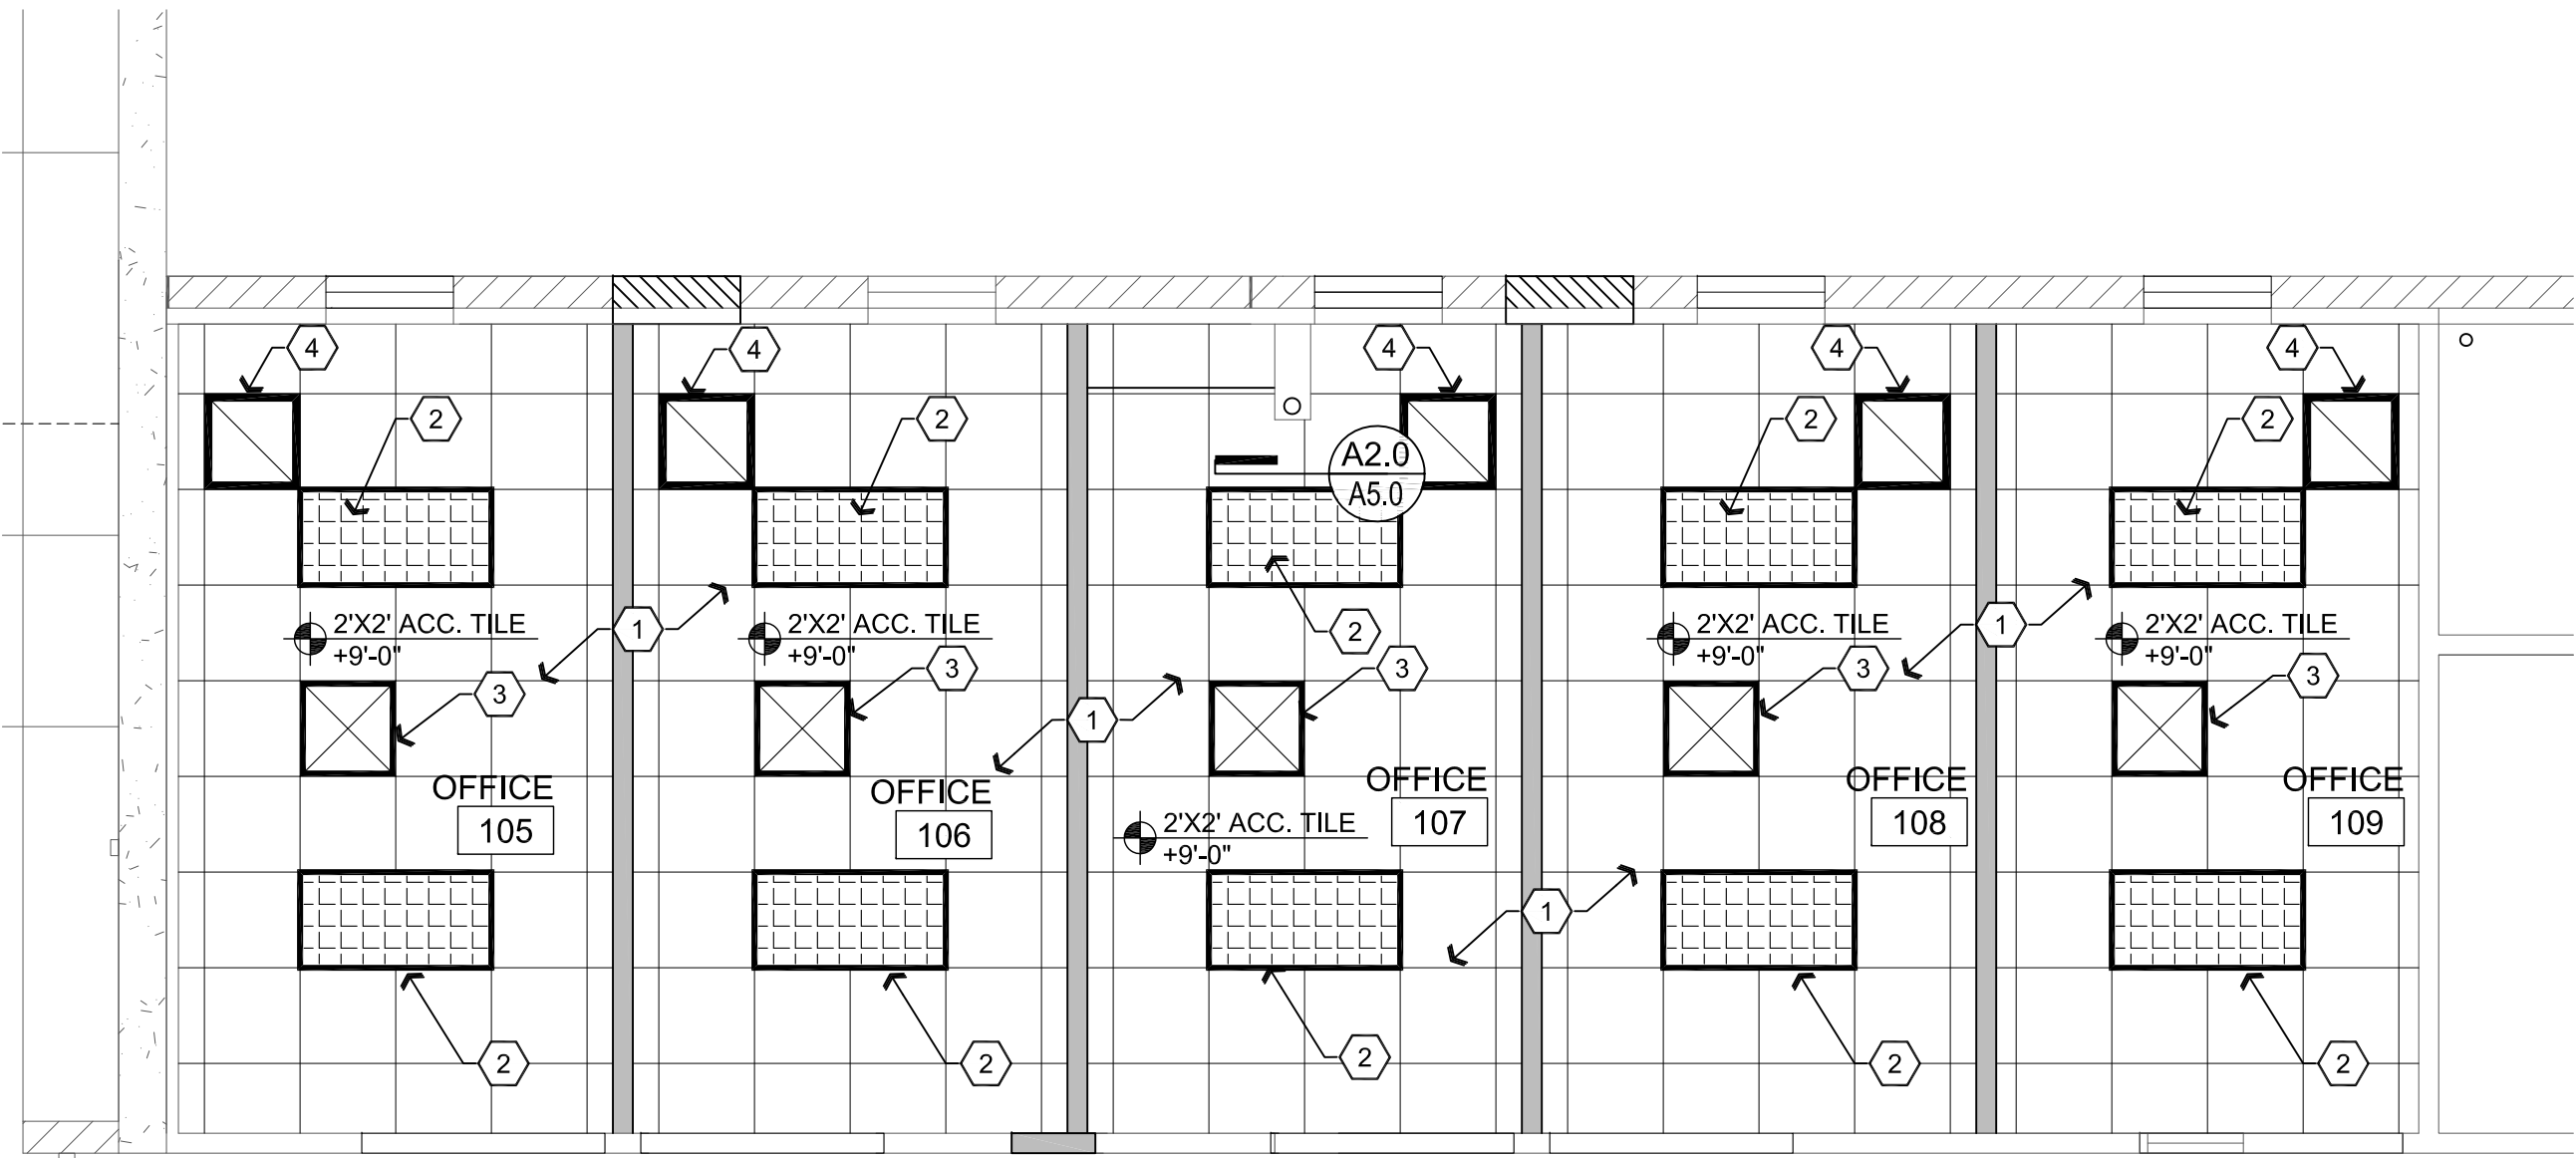 4
4
4
4
4
2
2
2
2
A2.0
A5.0
2'X2' ACC. TILE
+9'-0"
1
2'X2' ACC. TILE
+9'-0"
2
2'X2' ACC. TILE
+9'-0"
1
2'X2' ACC. TILE
+9'-0"
3
3
3
3
3
1
OFFICE
105
OFFICE
106
OFFICE
107
OFFICE
108
OFFICE
109
2'X2' ACC. TILE
+9'-0"
1
2
2
2
2
2